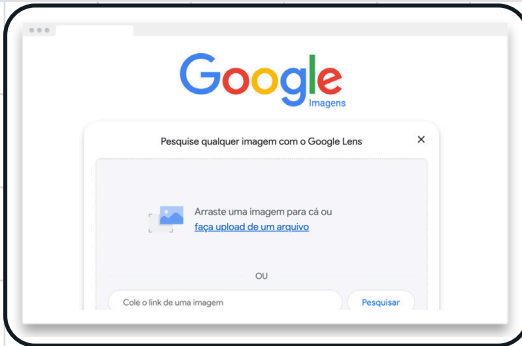 Google
Imagens
Pesquise qualquer imagem com o Google Lens
Arraste uma imagem para cá ou
faça upload de um arquivo
OU
Cole o link de uma imagem
Pesquisar